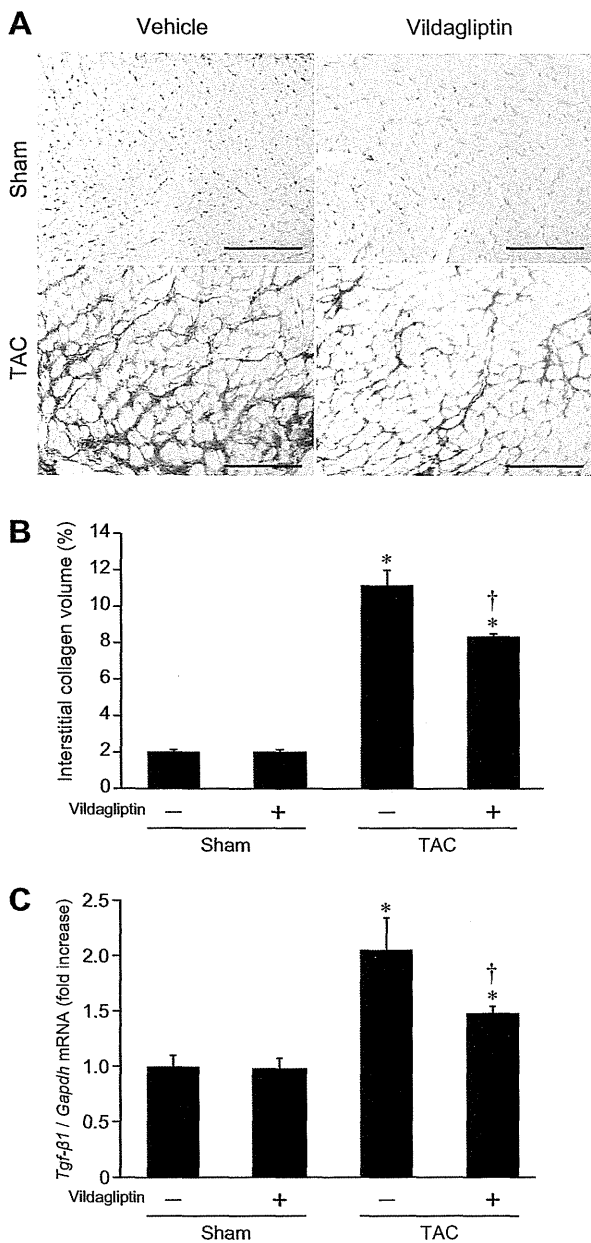 A
Vehicle Vildagliptin
Sham
TAC
B
Interstitial collagen volume (%)
14
12
10
8
6
4
2
0
*
†
*
Vildagliptin − + − +
Sham TAC
C
Tgf-β1 / Gapdh mRNA (fold increase)
2.5
2.0
1.5
1.0
0.5
0
*
†
*
Vildagliptin − + − +
Sham TAC